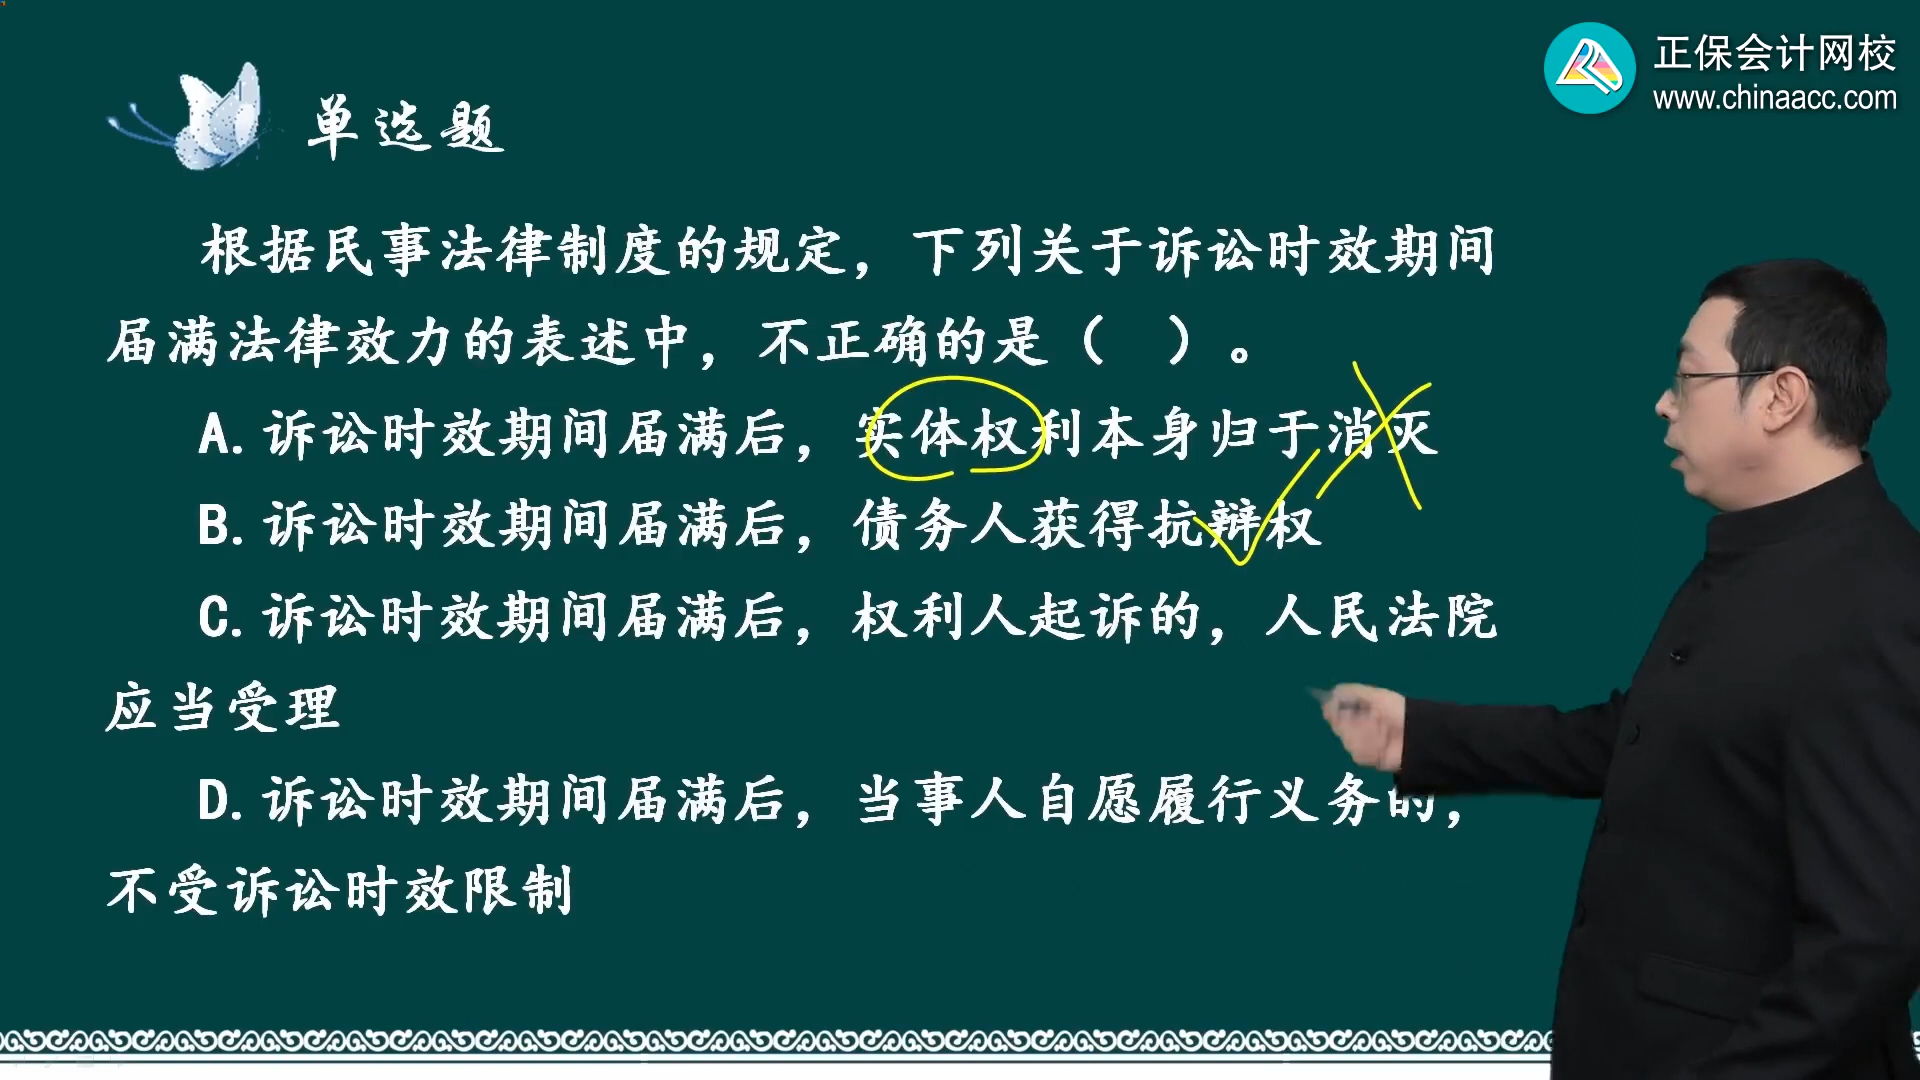 正保会计网校
www.chinaacc.com
单选题
根据民事法律制度的规定，下列关于诉讼时效期间
届满法律效力的表述中，不正确的是（ ）。
A. 诉讼时效期间届满后，实体权利本身归于消灭
B. 诉讼时效期间届满后，债务人获得抗辩权
C. 诉讼时效期间届满后，权利人起诉的，人民法院
应当受理
D. 诉讼时效期间届满后，当事人自愿履行义务的，
不受诉讼时效限制